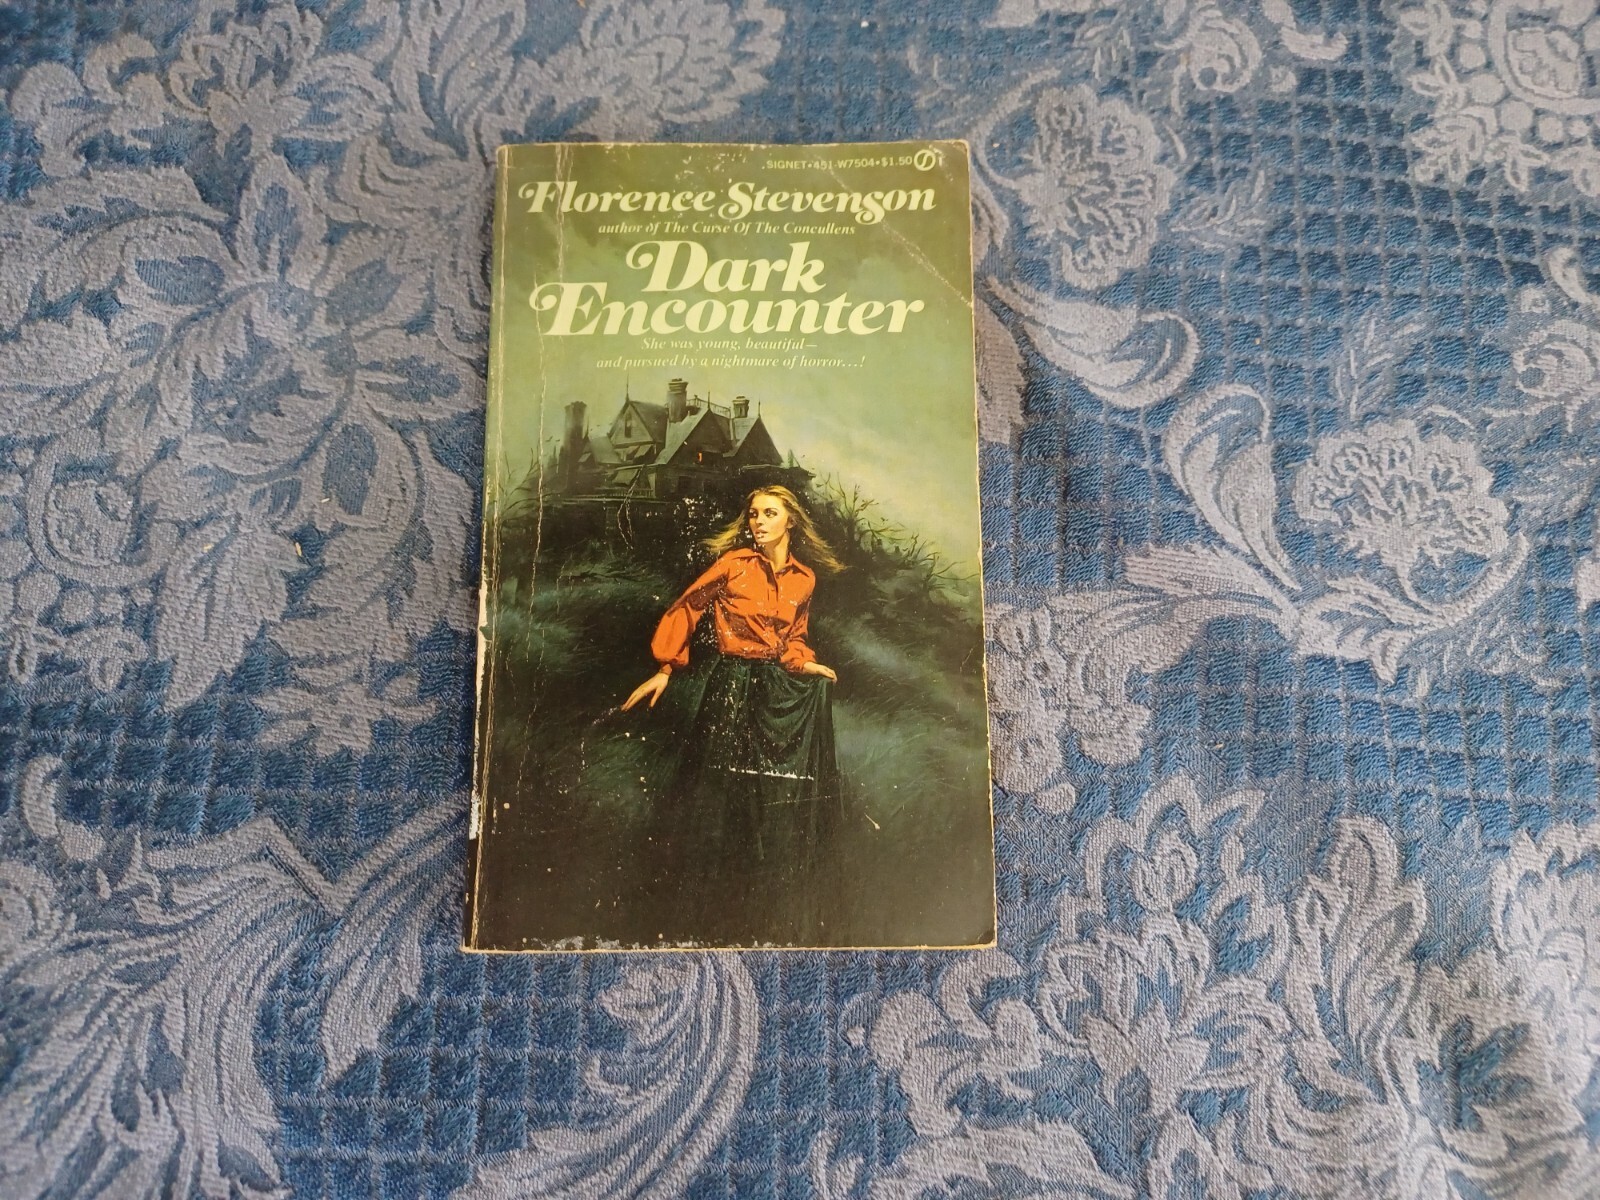 SIGNET•451-W7504•$1.50
Florence Stevenson
author of The Curse Of The Concullens
Dark
Encounter
She was young, beautiful—
and pursued by a nightmare of horror...!